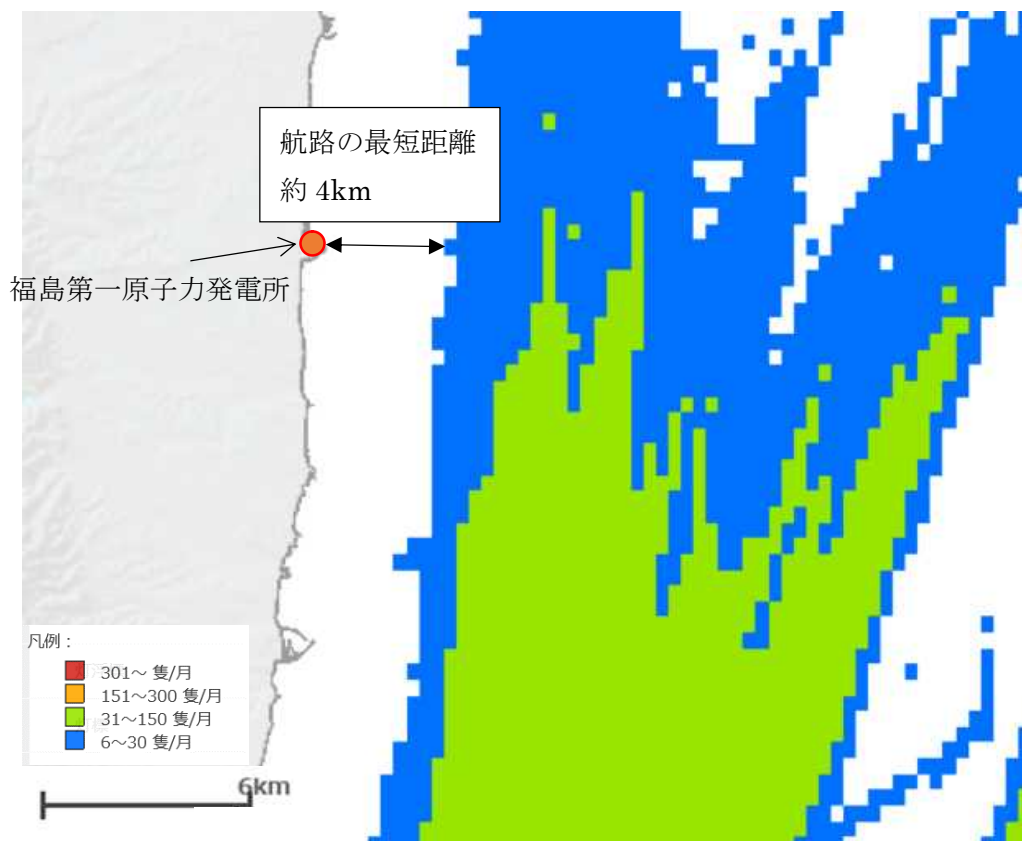 航路の最短距離
約 4km
福島第一原子力発電所
凡例：
301～ 隻/月
151～300 隻/月
31～150 隻/月
6～30 隻/月
6km